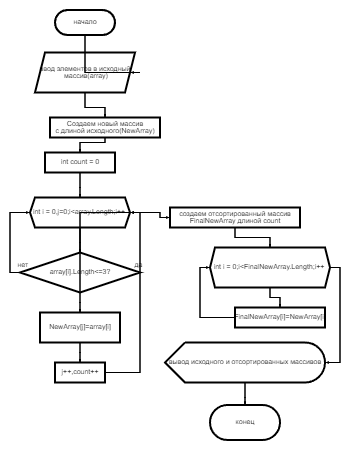 начало
ввод элементов в исходный
массив(array)
Создаем новый массив
с длиной исходного(NewArray)
int count = 0
int i = 0,j=0;i<array.Length;i++
нет
array[i].Length<=3?
да
NewArray[j]=array[i]
j++,count++
создаем отсортированный массив
FinalNewArray длиной count
int i = 0;i<FinalNewArray.Length;i++
FinalNewArray[i]=NewArray[i]
вывод исходного и отсортированных массивов
конец